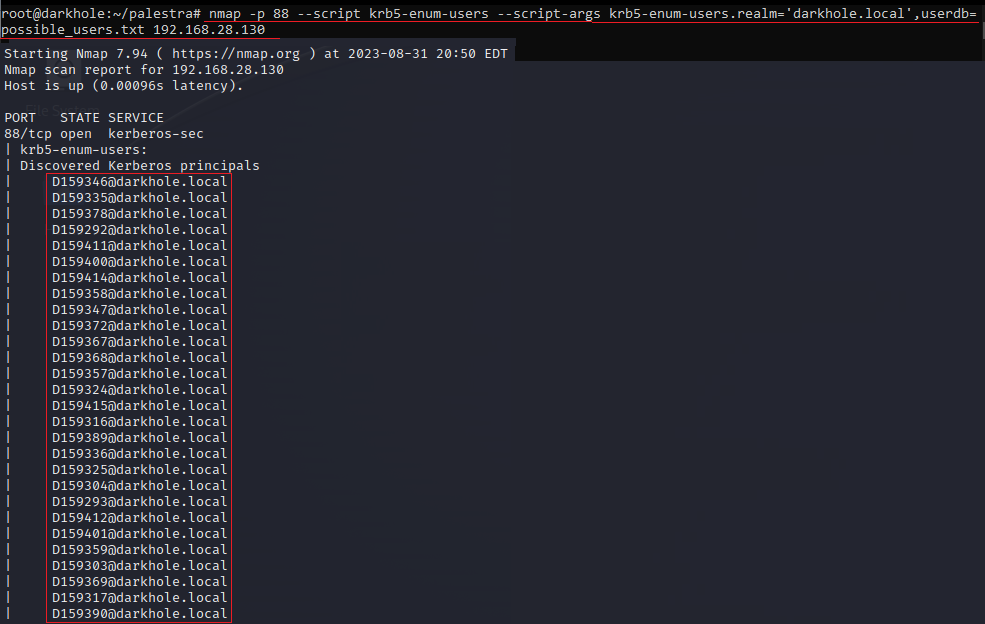 root@darkhole:~/palestra# nmap -p 88 --script krb5-enum-users --script-args krb5-enum-users.realm='darkhole.local',userdb=
possible_users.txt 192.168.28.130
Starting Nmap 7.94 ( https://nmap.org ) at 2023-08-31 20:50 EDT
Nmap scan report for 192.168.28.130
Host is up (0.00096s latency).
File System
PORT   STATE SERVICE
88/tcp open  kerberos-sec
| krb5-enum-users:
| Discovered Kerberos principals
|     D159346@darkhole.local
|     D159335@darkhole.local
|     D159378@darkhole.local
|     D159292@darkhole.local
|     D159411@darkhole.local
|     D159400@darkhole.local
|     D159414@darkhole.local
|     D159358@darkhole.local
|     D159347@darkhole.local
|     D159372@darkhole.local
|     D159367@darkhole.local
|     D159368@darkhole.local
|     D159357@darkhole.local
|     D159324@darkhole.local
|     D159415@darkhole.local
|     D159316@darkhole.local
|     D159389@darkhole.local
|     D159336@darkhole.local
|     D159325@darkhole.local
|     D159304@darkhole.local
|     D159293@darkhole.local
|     D159412@darkhole.local
|     D159401@darkhole.local
|     D159359@darkhole.local
|     D159303@darkhole.local
|     D159369@darkhole.local
|     D159317@darkhole.local
|     D159390@darkhole.local